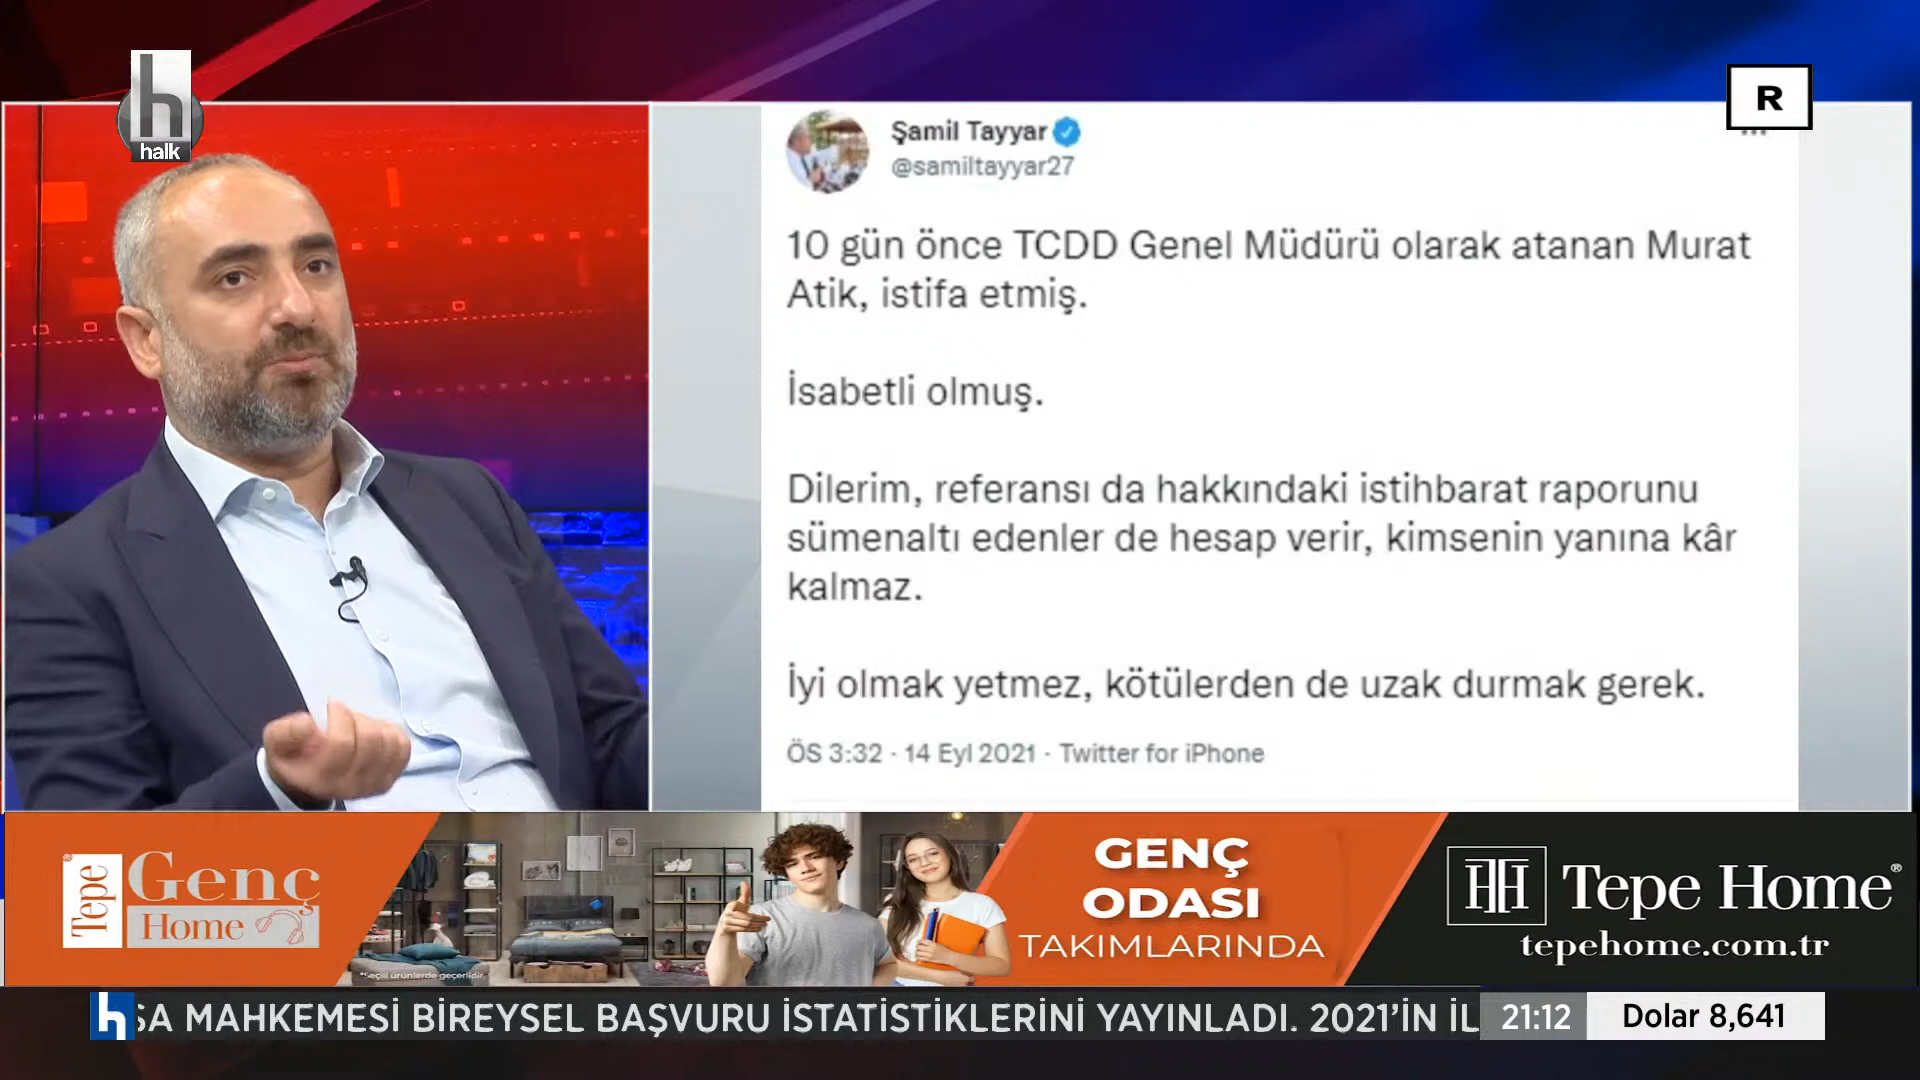 h
halk
R
Şamil Tayyar
@samiltayyar27
10 gün önce TCDD Genel Müdürü olarak atanan Murat
Atik, istifa etmiş.
İsabetli olmuş.
Dilerim, referansı da hakkındaki istihbarat raporunu
sümenaltı edenler de hesap verir, kimsenin yanına kâr
kalmaz.
İyi olmak yetmez, kötülerden de uzak durmak gerek.
ÖS 3:32 · 14 Eyl 2021 · Twitter for iPhone
Tepe
Genç
Home
*Seçili ürünlerde geçerlidir.
GENÇ
ODASI
TAKIMLARINDA
Tepe Home®
tepehome.com.tr
h
SA MAHKEMESİ BİREYSEL BAŞVURU İSTATİSTİKLERİNİ YAYINLADI. 2021'İN İL
21:12
Dolar 8,641